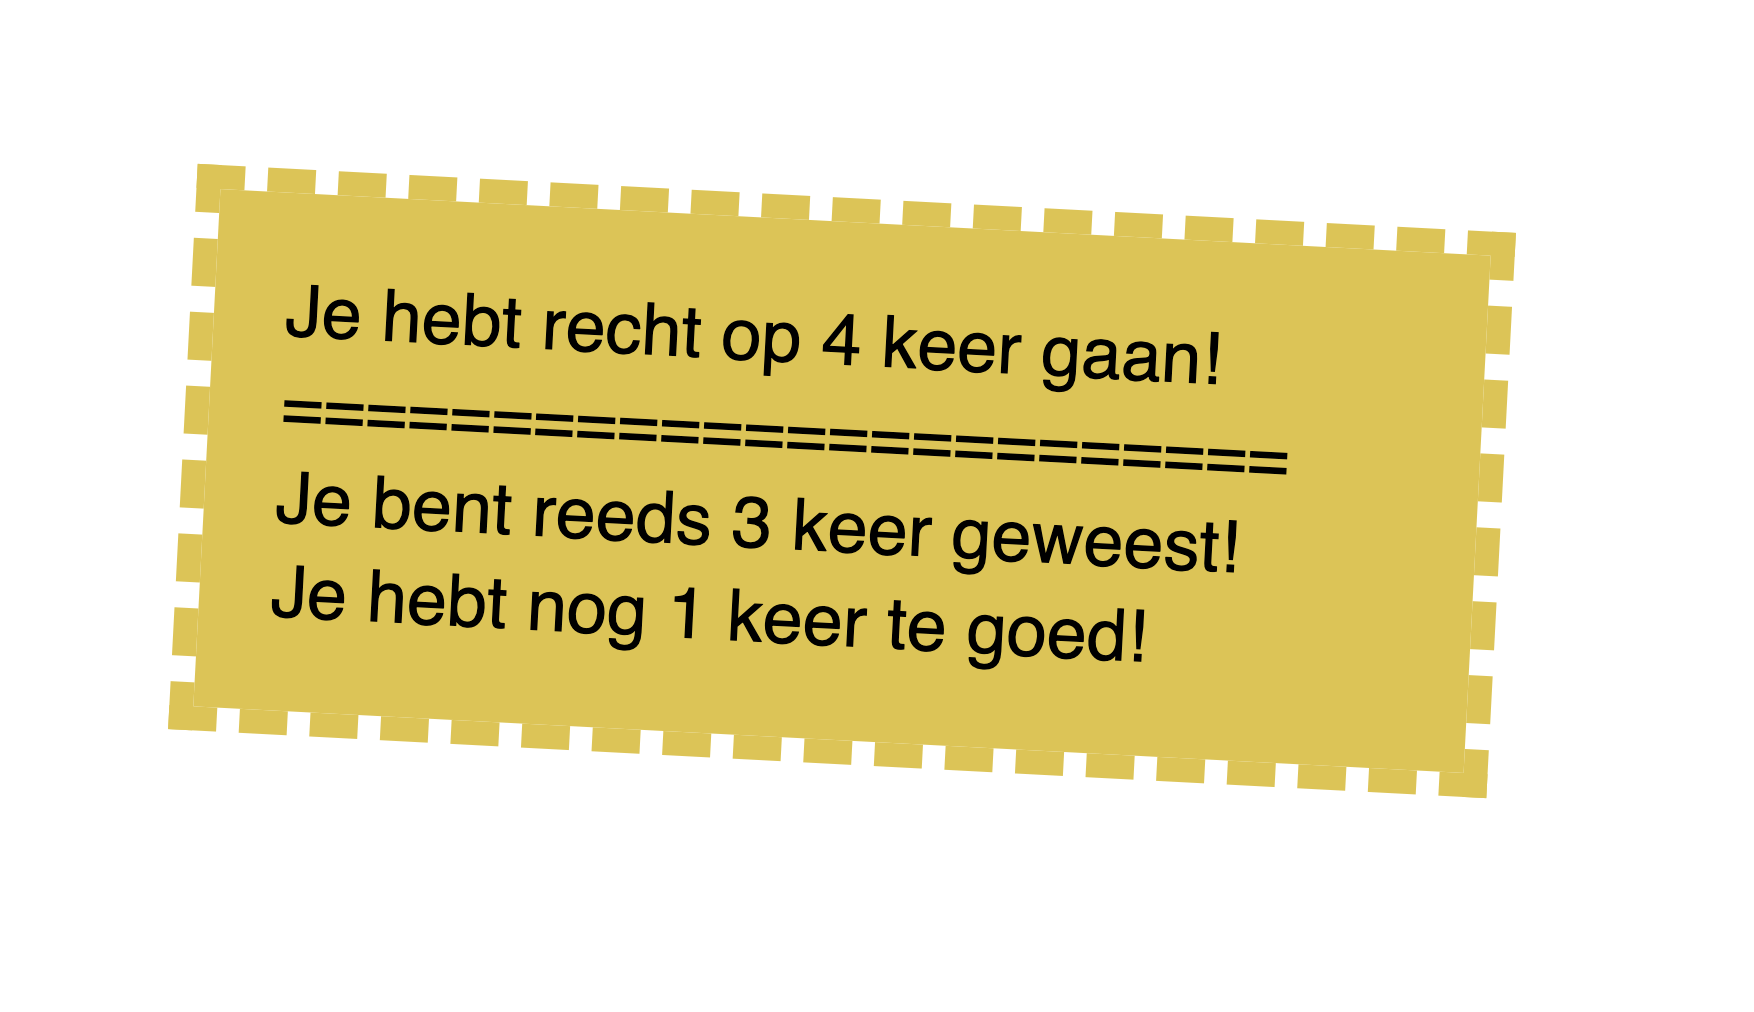 Je hebt recht op 4 keer gaan!
========================
Je bent reeds 3 keer geweest!
Je hebt nog 1 keer te goed!